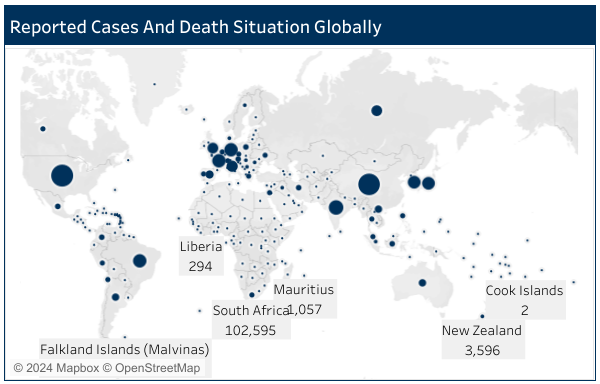 Reported Cases And Death Situation Globally
Liberia
294
Mauritius
1,057
South Africa
102,595
Cook Islands
2
New Zealand
3,596
Falkland Islands (Malvinas)
© 2024 Mapbox © OpenStreetMap